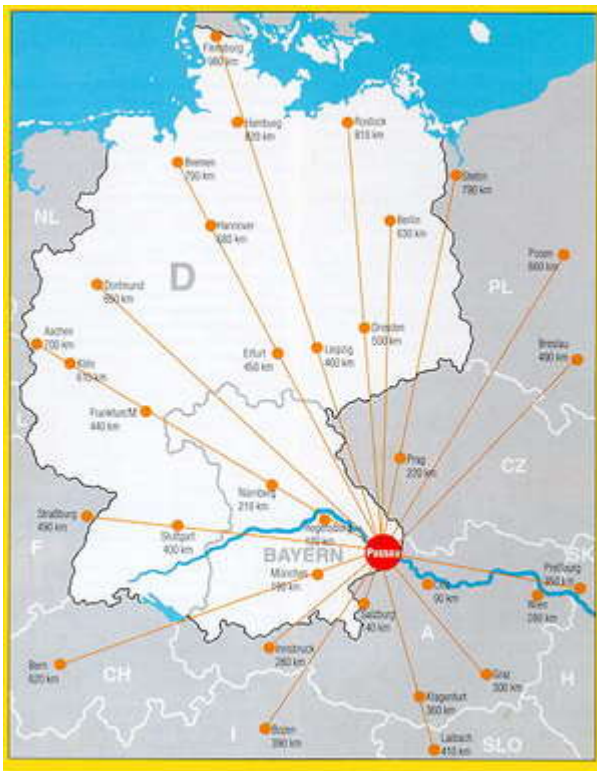 Flensburg
Hamburg
820 km
Rostock
810 km
Bremen
790 km
Stettin
790 km
NL
Hannover
680 km
Berlin
630 km
D
Posen
660 km
PL
Dortmund
Aachen
700 km
Köln
Dresden
500 km
Breslau
490 km
Erfurt
450 km
Leipzig
400 km
Frankfurt/M
440 km
Prag
220 km
CZ
Nürnberg
210 km
Straßburg
490 km
F
Stuttgart
400 km
Regensburg
BAYERN
Passau
SK
Preßburg
München
190 km
90 km
Wien
280 km
Salzburg
140 km
A
Bern
620 km
CH
Innsbruck
260 km
Graz
300 km
H
Klagenfurt
360 km
I
Bozen
390 km
Laibach
410 km
SLO